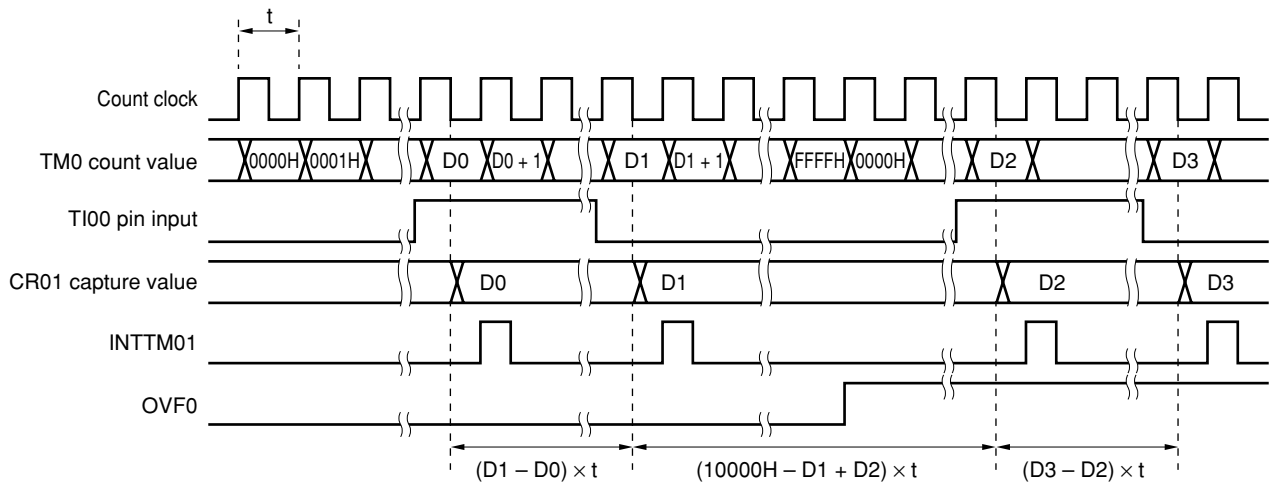 t
Count clock
TM0 count value 0000H 0001H D0 D0 + 1 D1 D1 + 1 FFFFH 0000H D2 D3
TI00 pin input
CR01 capture value D0 D1 D2 D3
INTTM01
OVF0
(D1 – D0) × t (10000H – D1 + D2) × t (D3 – D2) × t